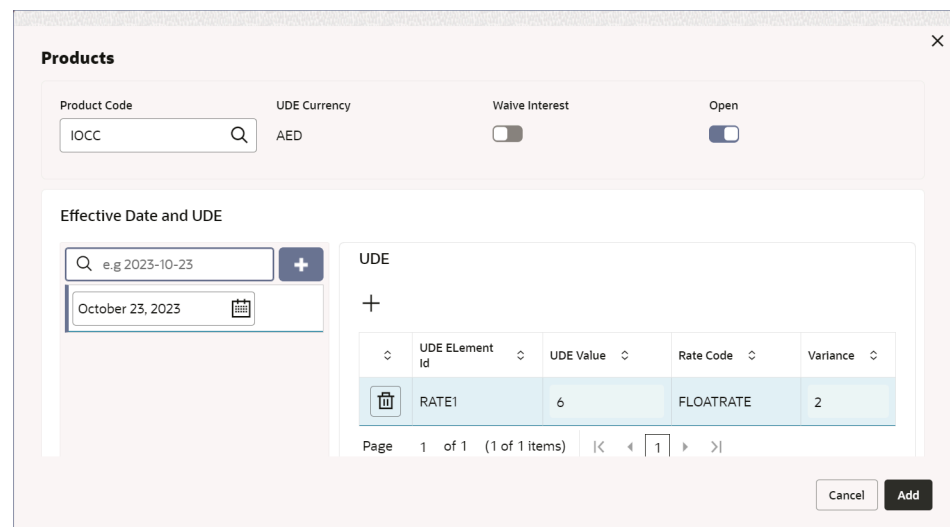 Products
Product Code UDE Currency Waive Interest Open
IOCC AED
Effective Date and UDE
e.g 2023-10-23
UDE
October 23, 2023
UDE ELement Id UDE Value Rate Code Variance
RATE1 6 FLOATRATE 2
Page 1 of 1 (1 of 1 items) 1
Cancel Add